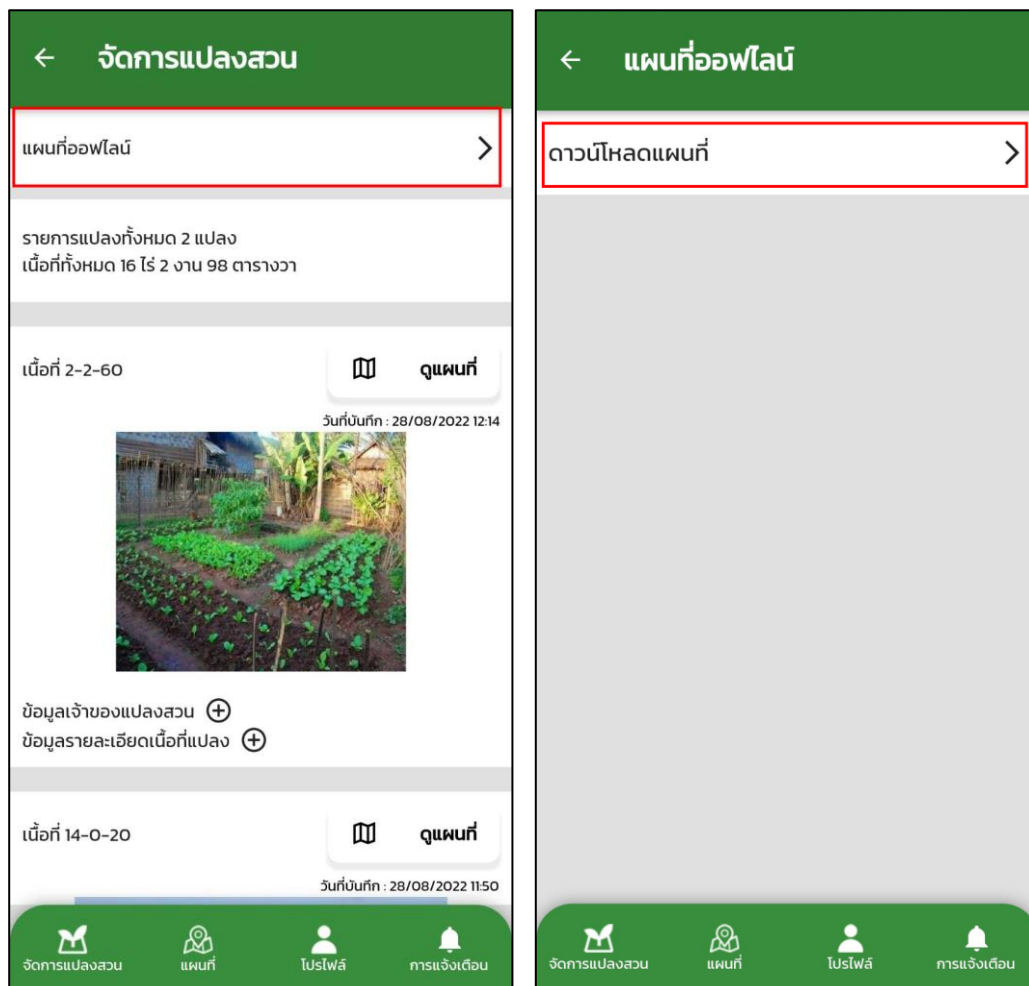 จัดการแปลงสวน
แผนที่ออฟไลน์
รายการแปลงทั้งหมด 2 แปลง
เนื้อที่ทั้งหมด 16 ไร่ 2 งาน 98 ตารางวา
เนื้อที่ 2-2-60
ดูแผนที่
วันที่บันทึก : 28/08/2022 12:14
ข้อมูลเจ้าของแปลงสวน
ข้อมูลรายละเอียดเนื้อที่แปลง
เนื้อที่ 14-0-20
ดูแผนที่
วันที่บันทึก : 28/08/2022 11:50
จัดการแปลงสวน แผนที่ โปรไฟล์ การแจ้งเตือน
แผนที่ออฟไลน์
ดาวน์โหลดแผนที่
จัดการแปลงสวน แผนที่ โปรไฟล์ การแจ้งเตือน